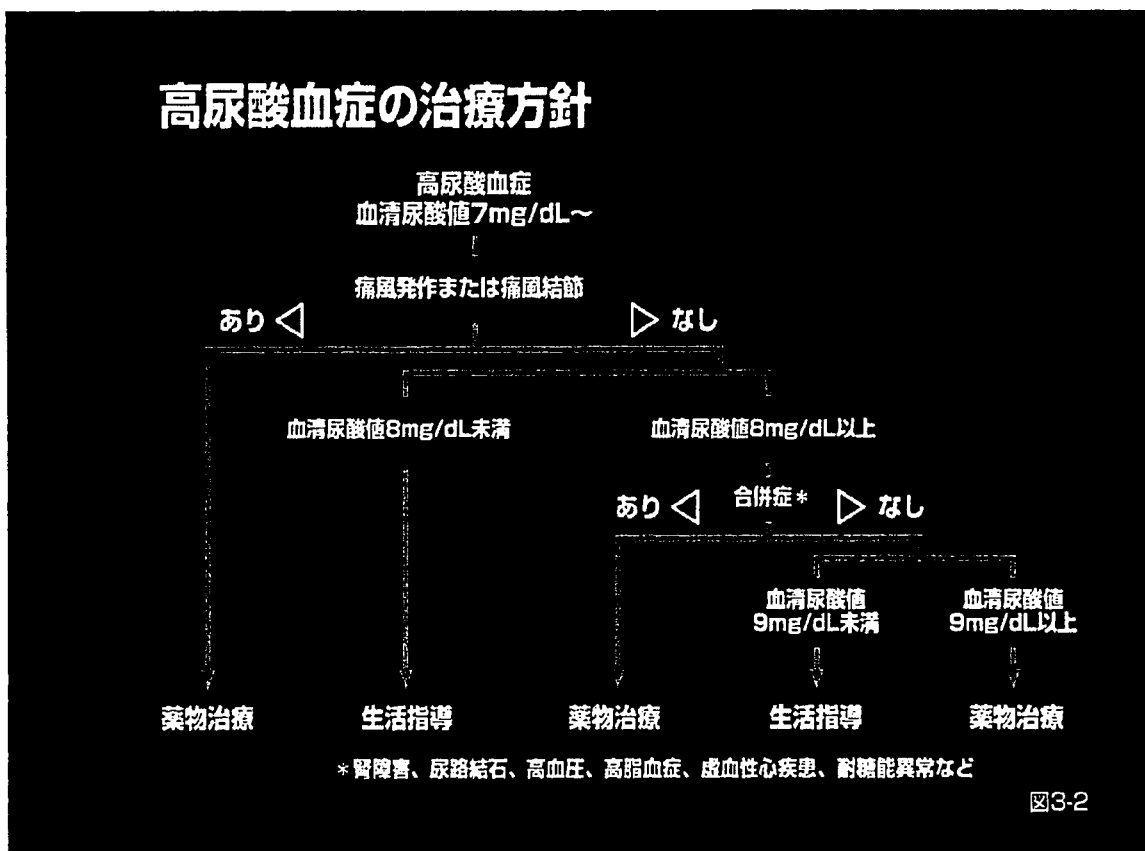 高尿酸血症の治療方針
高尿酸血症
血清尿酸値7mg/dL～
痛風発作または痛風結節
あり
なし
血清尿酸値8mg/dL未満
血清尿酸値8mg/dL以上
あり
合併症*
なし
血清尿酸値
9mg/dL未満
血清尿酸値
9mg/dL以上
薬物治療
生活指導
薬物治療
生活指導
薬物治療
*腎障害、尿路結石、高血圧、高脂血症、虚血性心疾患、耐糖能異常など
図3-2